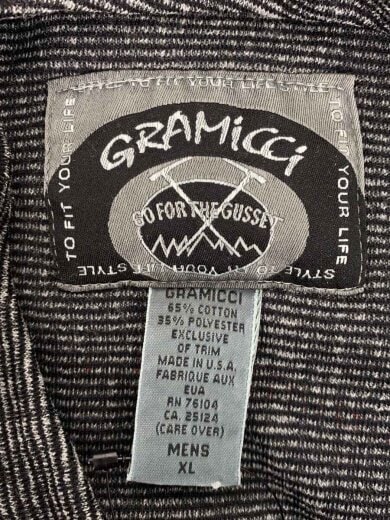 STYLE TO FIT YOUR LIFE
TO FIT YOUR LIFE
GRAMiCCi
GO FOR THE GUSSET
TO FIT YOUR LIFE
STYLE TO FIT YOUR LIFE STYLE
GRAMICCI
65% COTTON
35% POLYESTER
EXCLUSIVE
OF TRIM
MADE IN U.S.A.
FABRIQUE AUX
EUA
RN 76104
CA. 25124
(CARE OVER)
MENS
XL